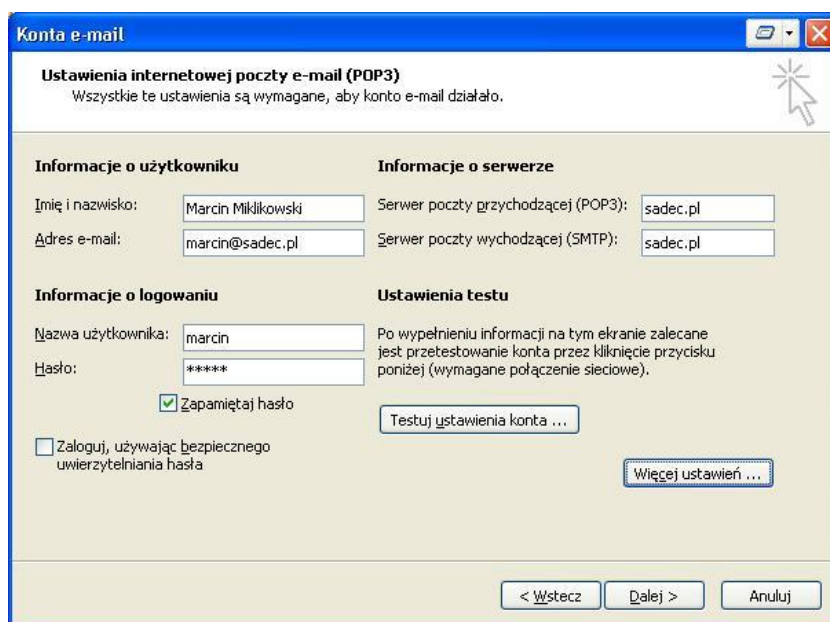 Konta e-mail
Ustawienia internetowej poczty e-mail (POP3)
Wszystkie te ustawienia są wymagane, aby konto e-mail działało.
Informacje o użytkowniku
Imię i nazwisko: Marcin Miklikowski
Adres e-mail: marcin@sadec.pl
Informacje o serwerze
Serwer poczty przychodzącej (POP3): sadec.pl
Serwer poczty wychodzącej (SMTP): sadec.pl
Informacje o logowaniu
Nazwa użytkownika: marcin
Hasło: *****
Zapamiętaj hasło
Zaloguj, używając bezpiecznego
uwierzytelniania hasła
Ustawienia testu
Po wypełnieniu informacji na tym ekranie zalecane
jest przetestowanie konta przez kliknięcie przycisku
poniżej (wymagane połączenie sieciowe).
Testuj ustawienia konta ...
Więcej ustawień ...
< Wstecz
Dalej >
Anuluj